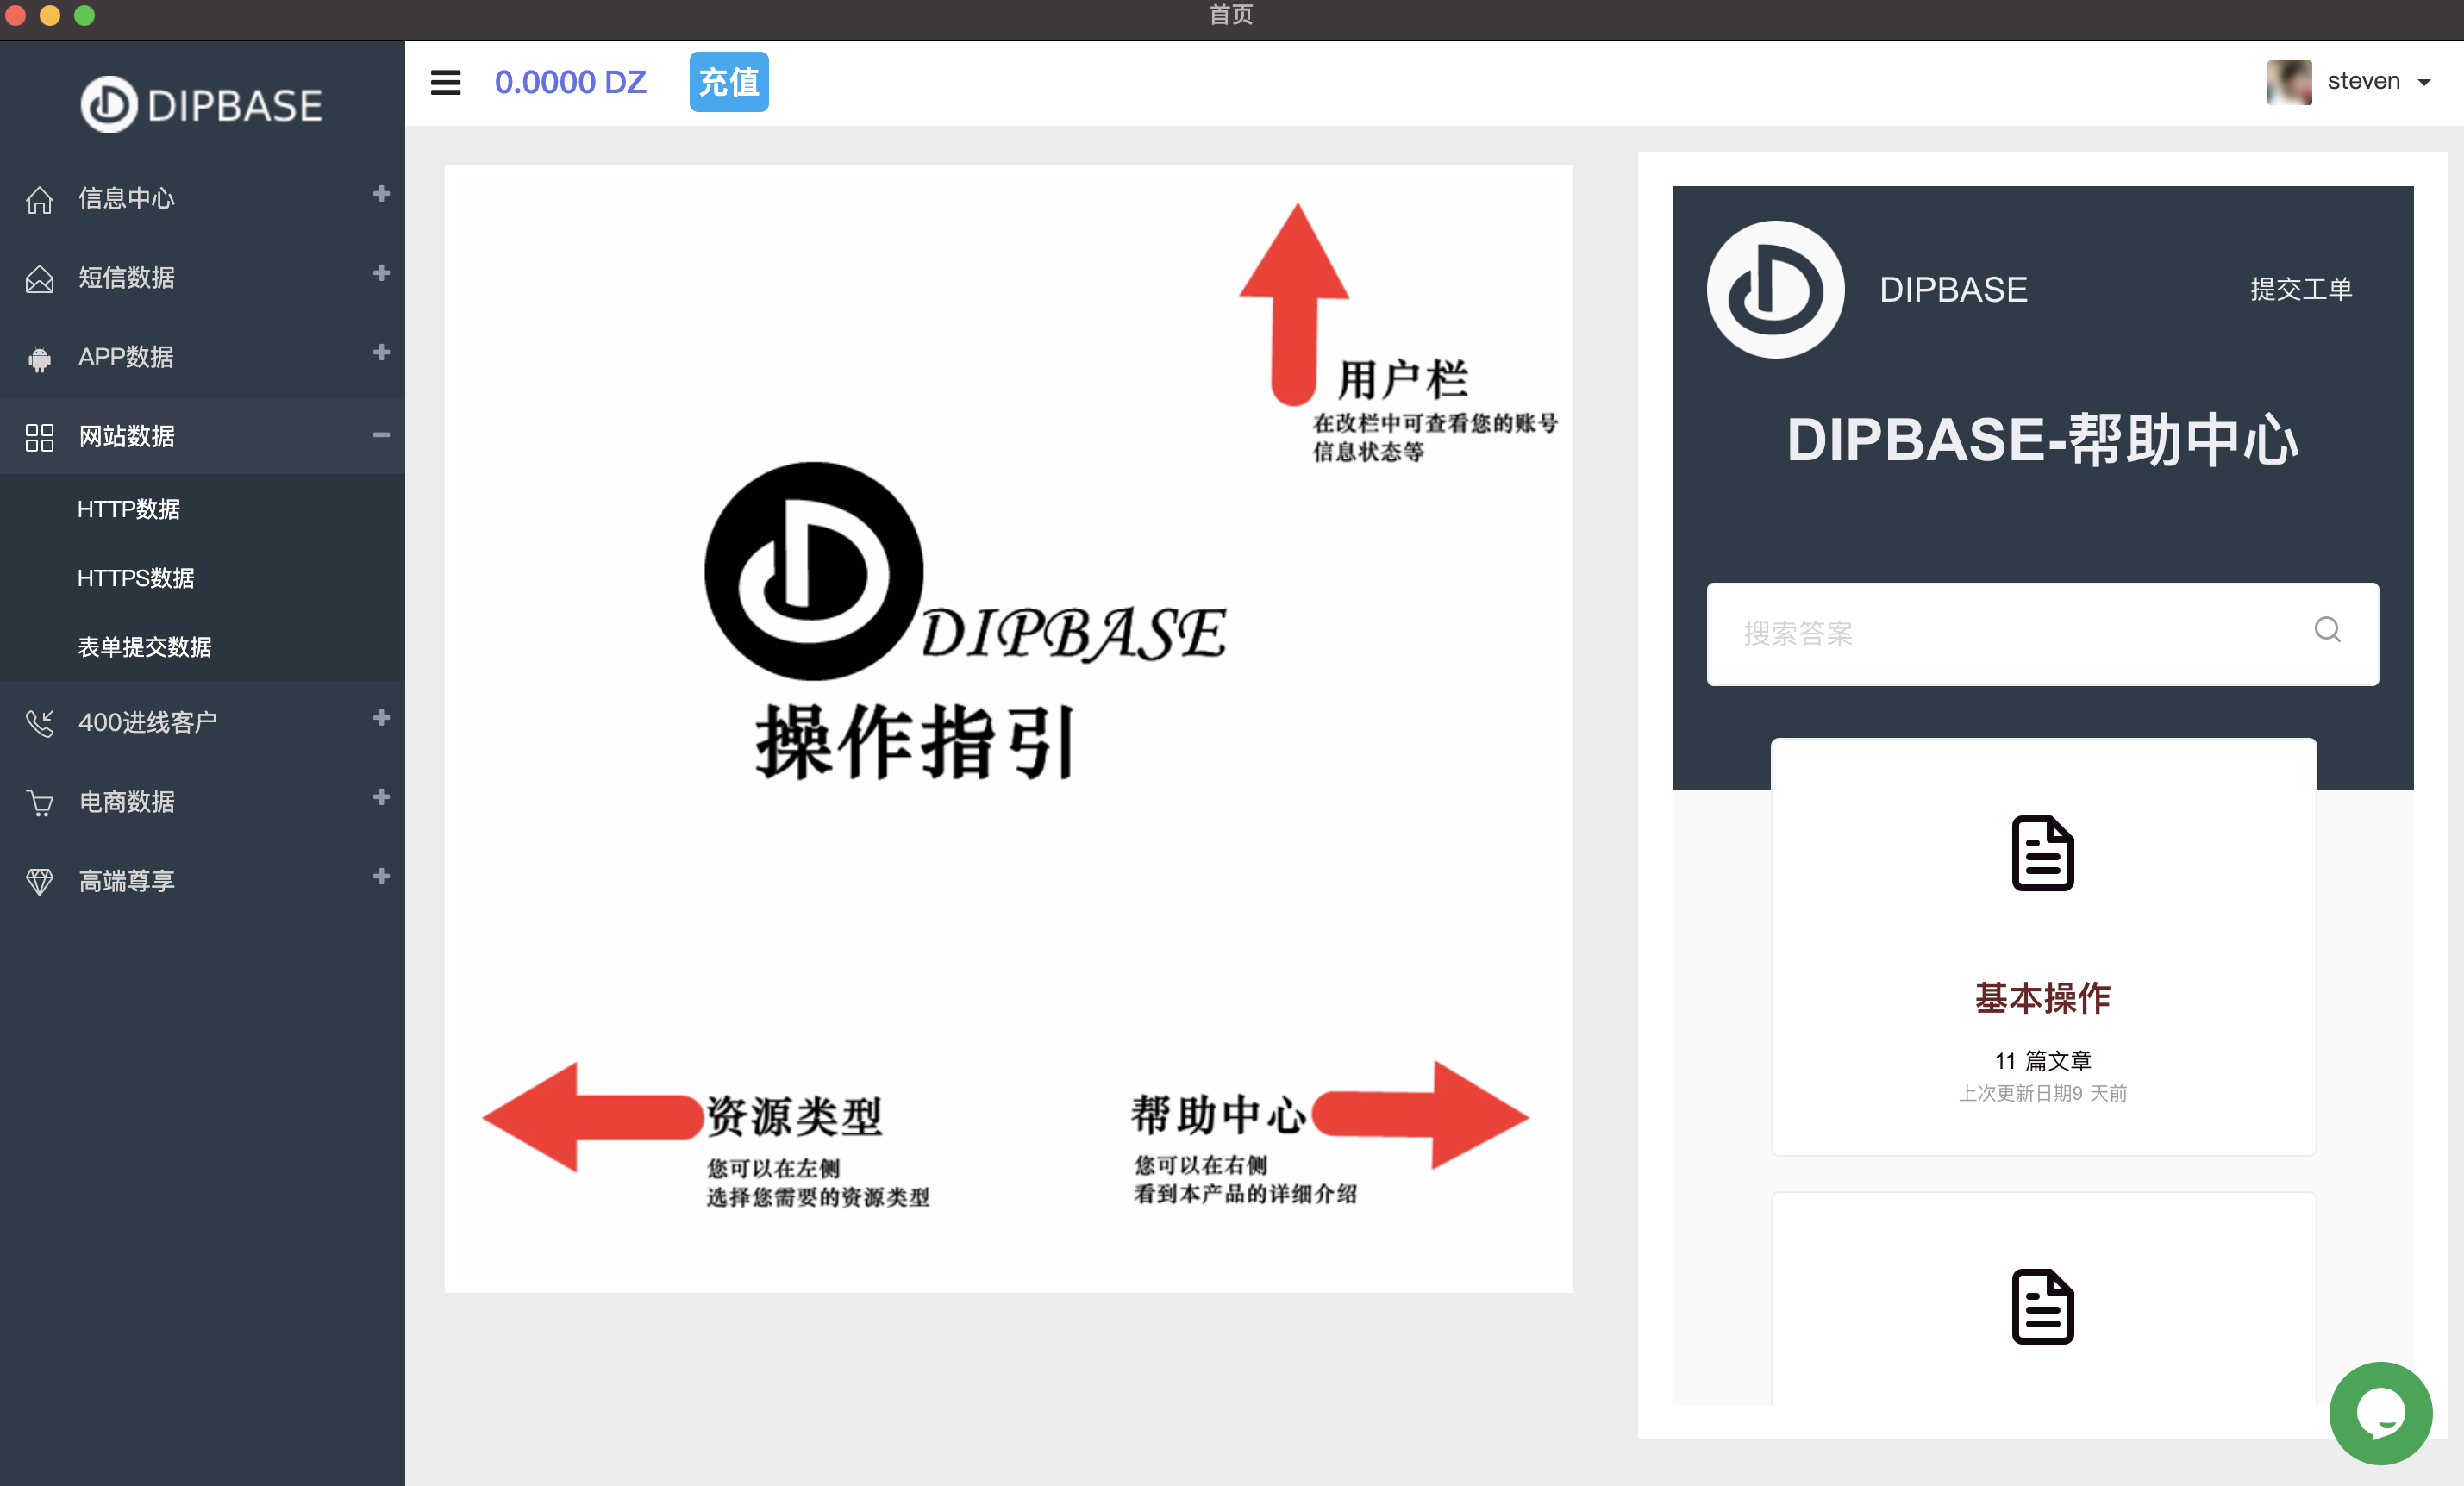 首页
DIPBASE
信息中心
短信数据
APP数据
网站数据
HTTP数据
HTTPS数据
表单提交数据
400进线客户
电商数据
高端尊享
0.0000 DZ
充值
steven
用户栏
在改栏中可查看您的账号
信息状态等
DIPBASE
操作指引
资源类型
您可以在左侧
选择您需要的资源类型
帮助中心
您可以在右侧
看到本产品的详细介绍
DIPBASE
提交工单
DIPBASE-帮助中心
搜索答案
基本操作
11 篇文章
上次更新日期9 天前